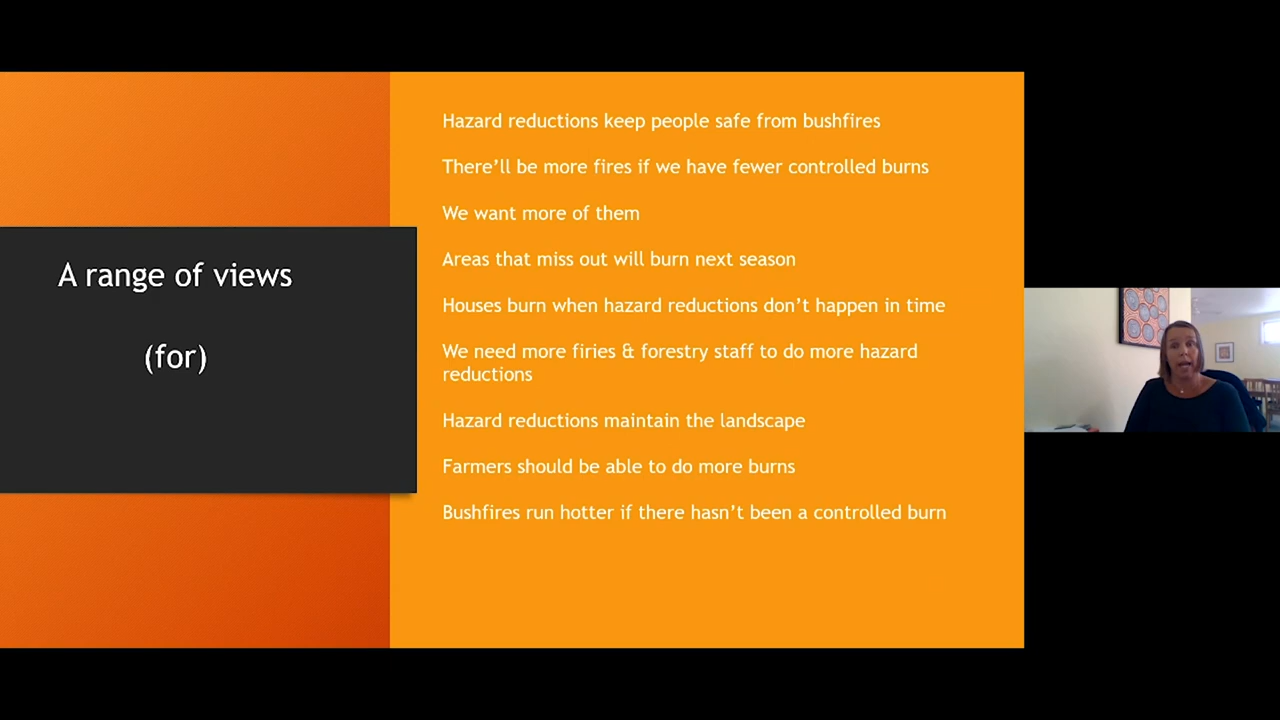 A range of views
(for)
Hazard reductions keep people safe from bushfires
There’ll be more fires if we have fewer controlled burns
We want more of them
Areas that miss out will burn next season
Houses burn when hazard reductions don’t happen in time
We need more firies & forestry staff to do more hazard
reductions
Hazard reductions maintain the landscape
Farmers should be able to do more burns
Bushfires run hotter if there hasn’t been a controlled burn